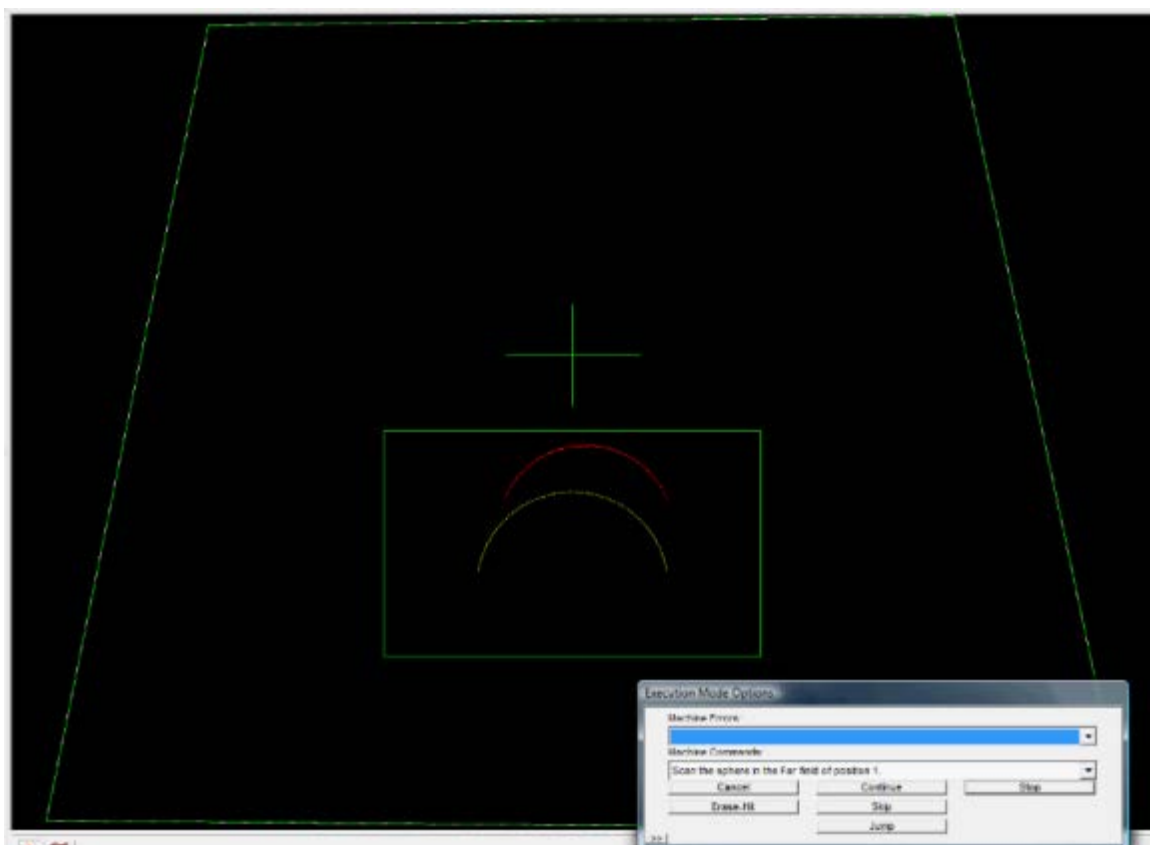 Execution Mode Options
Machine Errors
Machine Commands:
Scan the sphere in the Far field of position 1.
Cancel Continue Stop
Erase Hit Skip
Jump
>>